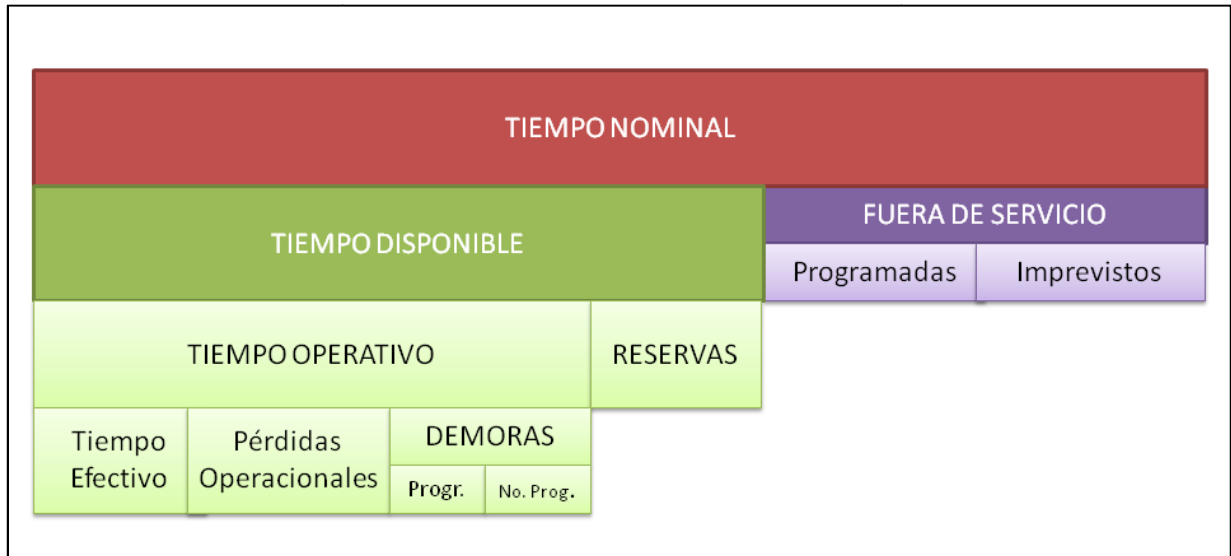 TIEMPO NOMINAL
TIEMPO DISPONIBLE
FUERA DE SERVICIO
Programadas
Imprevistos
TIEMPO OPERATIVO
RESERVAS
Tiempo
Efectivo
Pérdidas
Operacionales
DEMORAS
Progr.
No. Prog.